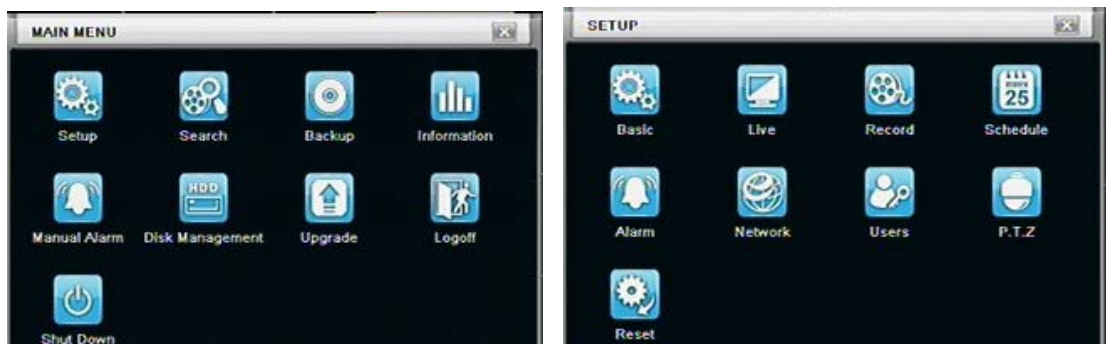 MAIN MENU
Setup Search Backup Information
HDD
Manual Alarm Disk Management Upgrade Logoff
Shut Down
SETUP
25
Basic Live Record Schedule
Alarm Network Users P.T.Z
Reset